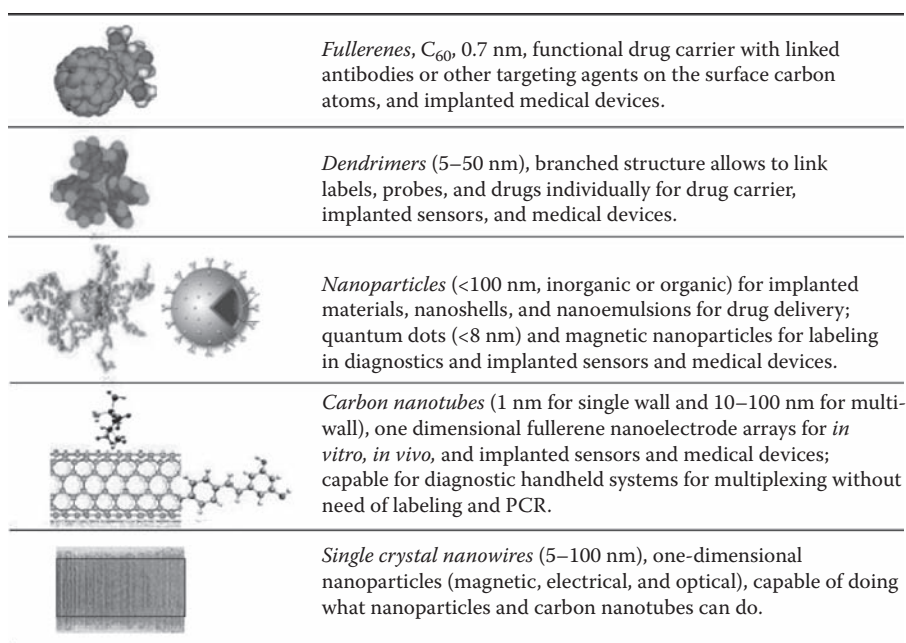 Fullerenes, C₆₀, 0.7 nm, functional drug carrier with linked
antibodies or other targeting agents on the surface carbon
atoms, and implanted medical devices.
Dendrimers (5–50 nm), branched structure allows to link
labels, probes, and drugs individually for drug carrier,
implanted sensors, and medical devices.
Nanoparticles (<100 nm, inorganic or organic) for implanted
materials, nanoshells, and nanoemulsions for drug delivery;
quantum dots (<8 nm) and magnetic nanoparticles for labeling
in diagnostics and implanted sensors and medical devices.
Carbon nanotubes (1 nm for single wall and 10–100 nm for multi-
wall), one dimensional fullerene nanoelectrode arrays for in
vitro, in vivo, and implanted sensors and medical devices;
capable for diagnostic handheld systems for multiplexing without
need of labeling and PCR.
Single crystal nanowires (5–100 nm), one-dimensional
nanoparticles (magnetic, electrical, and optical), capable of doing
what nanoparticles and carbon nanotubes can do.